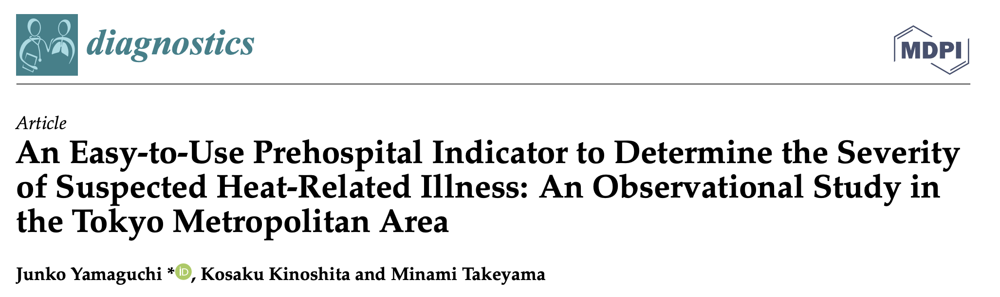 diagnostics
MDPI
Article
An Easy-to-Use Prehospital Indicator to Determine the Severity
of Suspected Heat-Related Illness: An Observational Study in
the Tokyo Metropolitan Area
Junko Yamaguchi * iD, Kosaku Kinoshita and Minami Takeyama